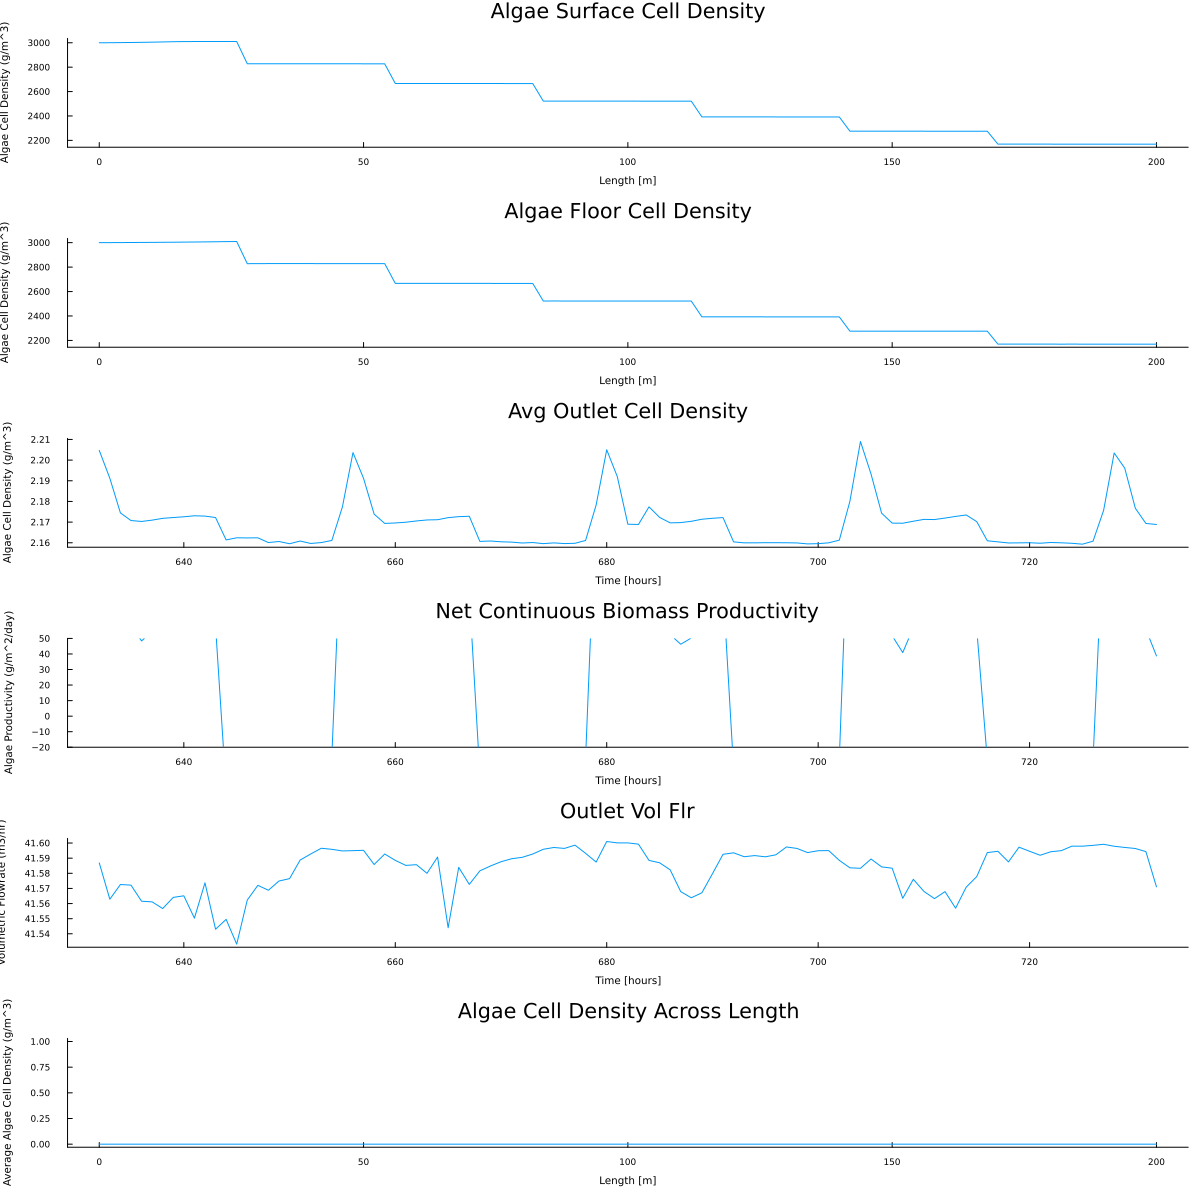 Algae Surface Cell Density
Algae Cell Density (g/m^3)
3000
2800
2600
2400
2200
0 50 100 150 200
Length [m]
Algae Floor Cell Density
Algae Cell Density (g/m^3)
3000
2800
2600
2400
2200
0 50 100 150 200
Length [m]
Avg Outlet Cell Density
Algae Cell Density (g/m^3)
2.21
2.20
2.19
2.18
2.17
2.16
640 660 680 700 720
Time [hours]
Net Continuous Biomass Productivity
Algae Productivity (g/m^2/day)
50
40
30
20
10
0
−10
−20
640 660 680 700 720
Time [hours]
Outlet Vol Flr
Volumetric Flowrate (m3/hr)
41.60
41.59
41.58
41.57
41.56
41.55
41.54
640 660 680 700 720
Time [hours]
Algae Cell Density Across Length
Average Algae Cell Density (g/m^3)
1.00
0.75
0.50
0.25
0.00
0 50 100 150 200
Length [m]